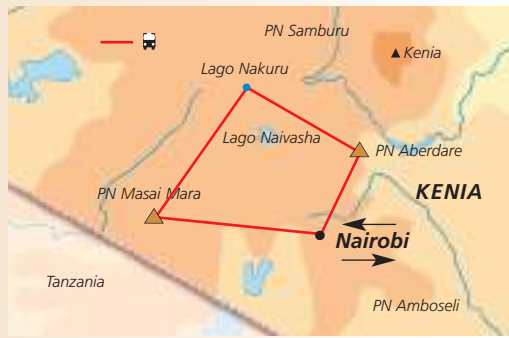 PN Samburu
Kenia
Lago Nakuru
Lago Naivasha
PN Aberdare
PN Masai Mara
KENIA
Nairobi
Tanzania
PN Amboseli